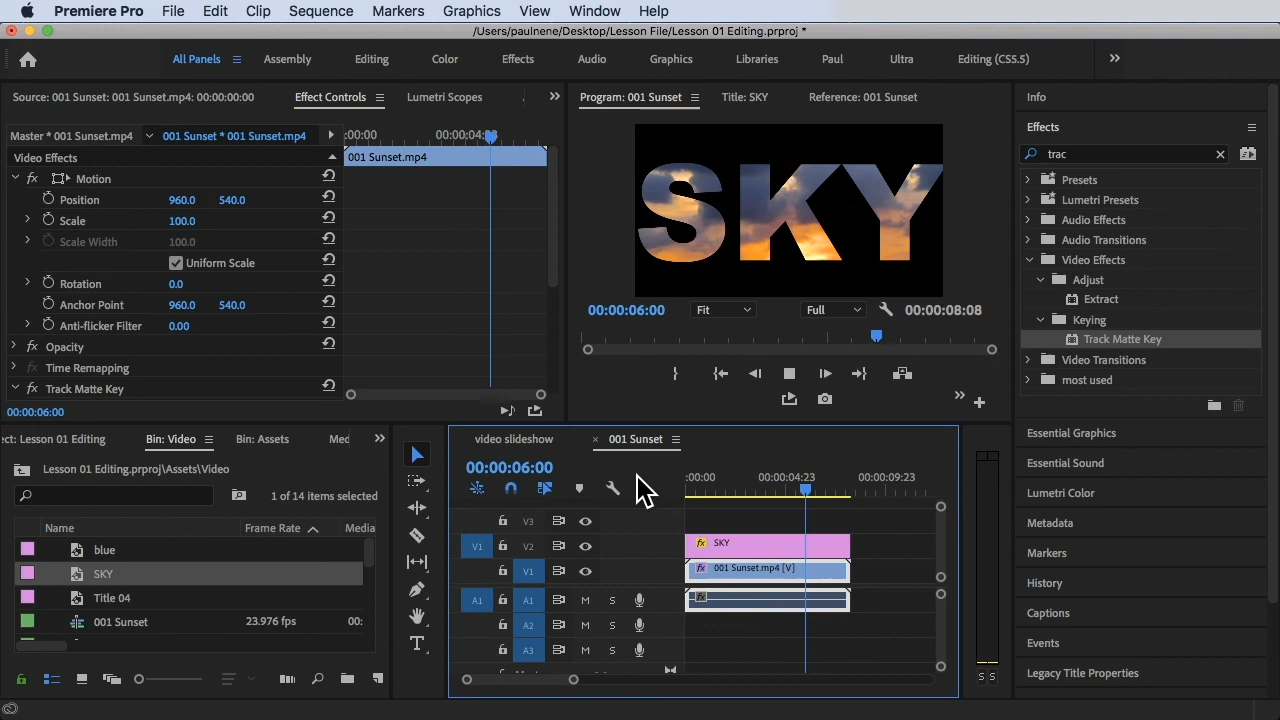 Premiere Pro File Edit Clip Sequence Markers Graphics View Window Help
/Users/paulnene/Desktop/Lesson File/Lesson 01 Editing.prproj *
All Panels Assembly Editing Color Effects Audio Graphics Libraries Paul Ultra Editing (CS5.5)
Source: 001 Sunset: 001 Sunset.mp4: 00:00:00:00 Effect Controls Lumetri Scopes
Master * 001 Sunset.mp4 001 Sunset * 001 Sunset.mp4
:00:00
Video Effects
001 Sunset.mp4
fx Motion
Position 960.0 540.0
Scale 100.0
Scale Width 100.0
Uniform Scale
Rotation 0.0
Anchor Point 960.0 540.0
Anti-flicker Filter 0.00
fx Opacity
fx Time Remapping
fx Track Matte Key
00:00:06:00
Program: 001 Sunset Title: SKY Reference: 001 Sunset
SKY
00:00:06:00 Fit Full 00:00:08:08
Info
Effects
trac
Presets
Lumetri Presets
Audio Effects
Audio Transitions
Video Effects
Adjust
Extract
Keying
Track Matte Key
Video Transitions
most used
Essential Graphics
Essential Sound
Lumetri Color
Metadata
Markers
History
Captions
Events
Legacy Title Properties
ect: Lesson 01 Editing Bin: Video Bin: Assets Med
Lesson 01 Editing.prproj\Assets\Video
1 of 14 items selected
Name Frame Rate Media
blue
SKY
Title 04
001 Sunset 23.976 fps 00:
T
video slideshow × 001 Sunset
00:00:06:00
:00:00 00:00:04:23 00:00:09:23
V3
V1 V2 fx SKY
V1 fx 001 Sunset.mp4 [V]
A1 A1 M S fx
A2 M S
A3 M S
S S